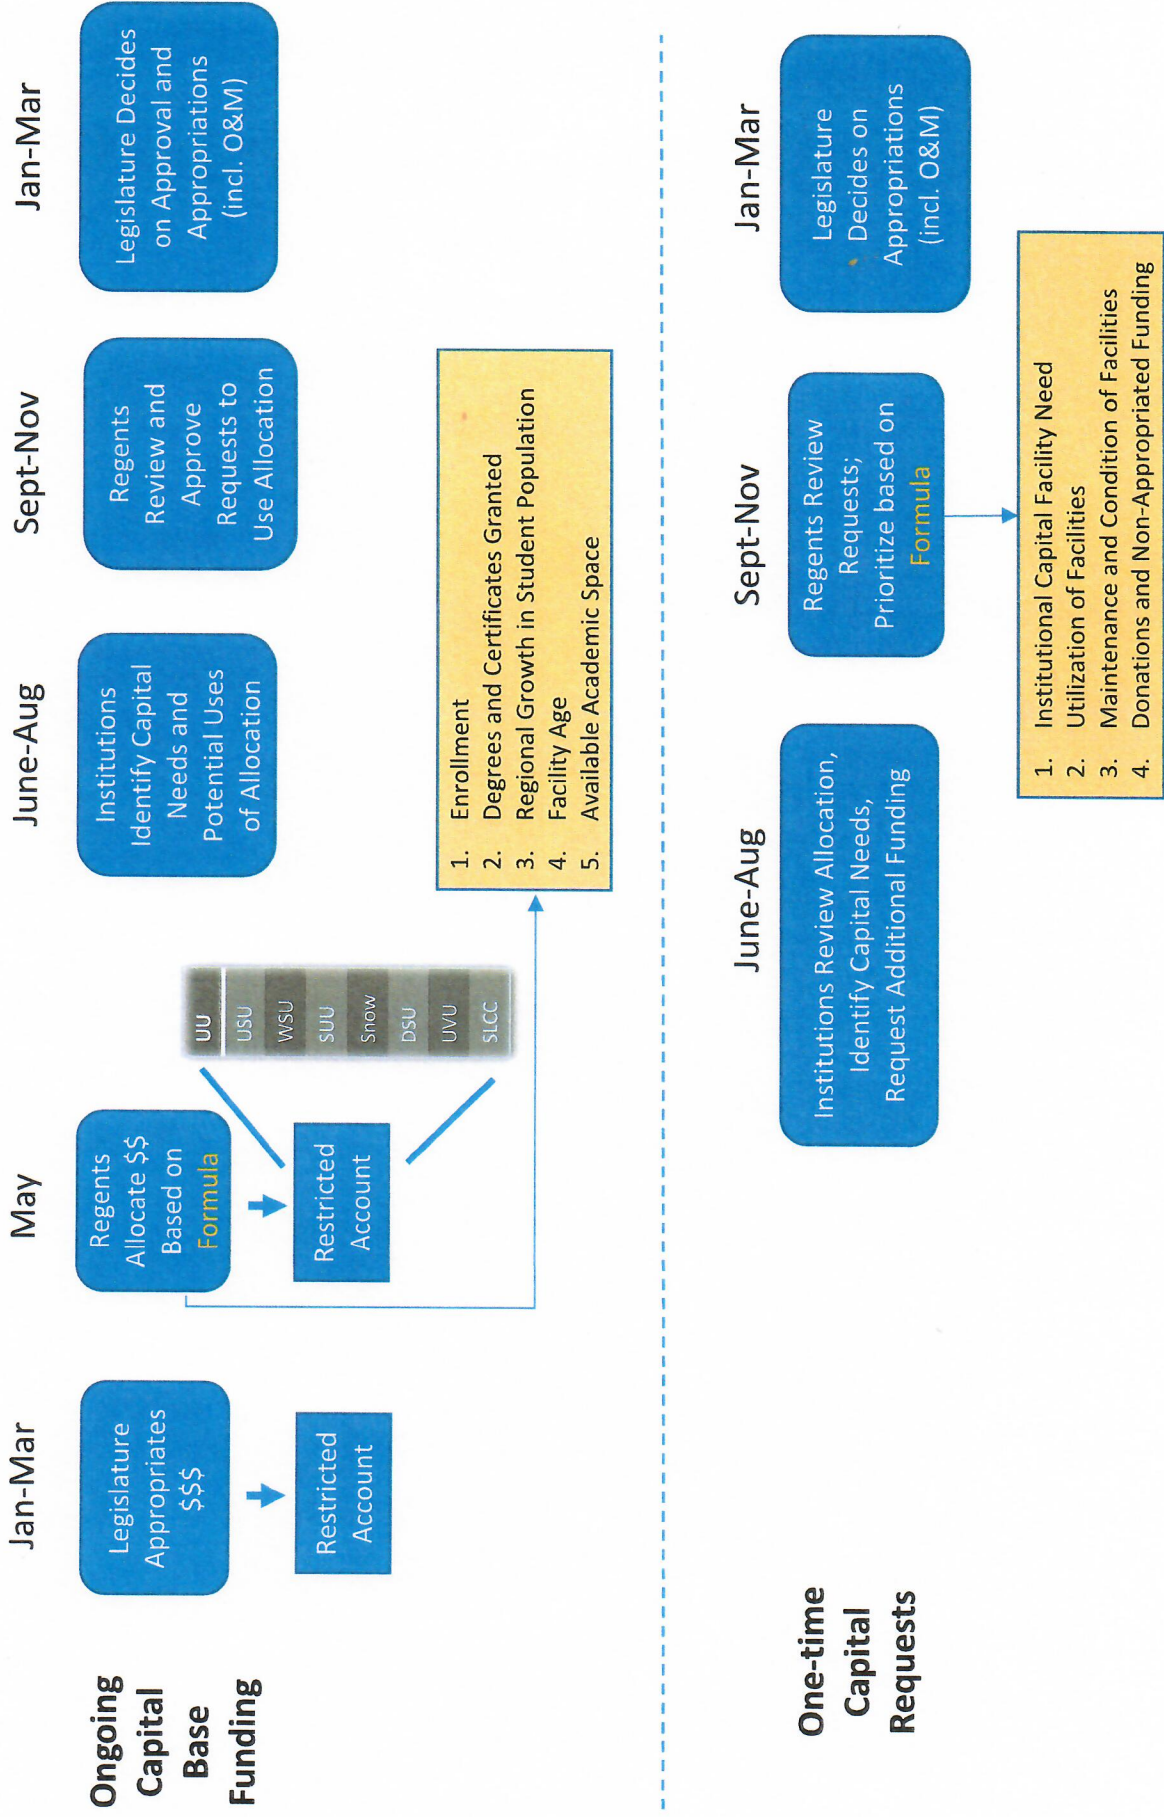 Ongoing
Capital
Base
Funding
Jan-Mar
Legislature
Appropriates
$$$
Restricted
Account
May
Regents
Allocate $$
Based on
Formula
Restricted
Account
UU
USU
WSU
SUU
Snow
DSU
UVU
SLCC
1. Enrollment
2. Degrees and Certificates Granted
3. Regional Growth in Student Population
4. Facility Age
5. Available Academic Space
June-Aug
Institutions
Identify Capital
Needs and
Potential Uses
of Allocation
Sept-Nov
Regents
Review and
Approve
Requests to
Use Allocation
Jan-Mar
Legislature Decides
on Approval and
Appropriations
(incl. O&M)
One-time
Capital
Requests
June-Aug
Institutions Review Allocation,
Identify Capital Needs,
Request Additional Funding
Sept-Nov
Regents Review
Requests;
Prioritize based on
Formula
1. Institutional Capital Facility Need
2. Utilization of Facilities
3. Maintenance and Condition of Facilities
4. Donations and Non-Appropriated Funding
Jan-Mar
Legislature
Decides on
Appropriations
(incl. O&M)